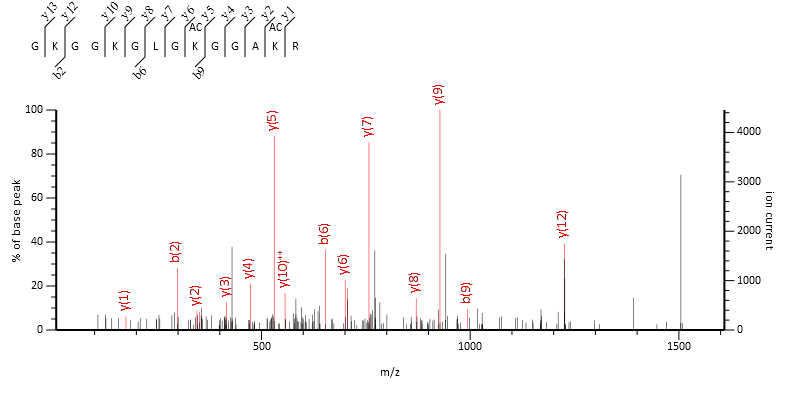 y13 y12 y10 y9 y8 y7 y6 y5 y4 y3 y2 y1
AC AC
G K G G K G L G K G G A K R
b2 b6 b9
100
80
60
40
20
0
% of base peak
4000
3000
2000
1000
0
ion current
500 1000 1500
m/z
y(1)
b(2)
y(2)
y(3)
y(4)
y(5)
y(10)++
b(6)
y(6)
y(7)
y(8)
y(9)
b(9)
y(12)